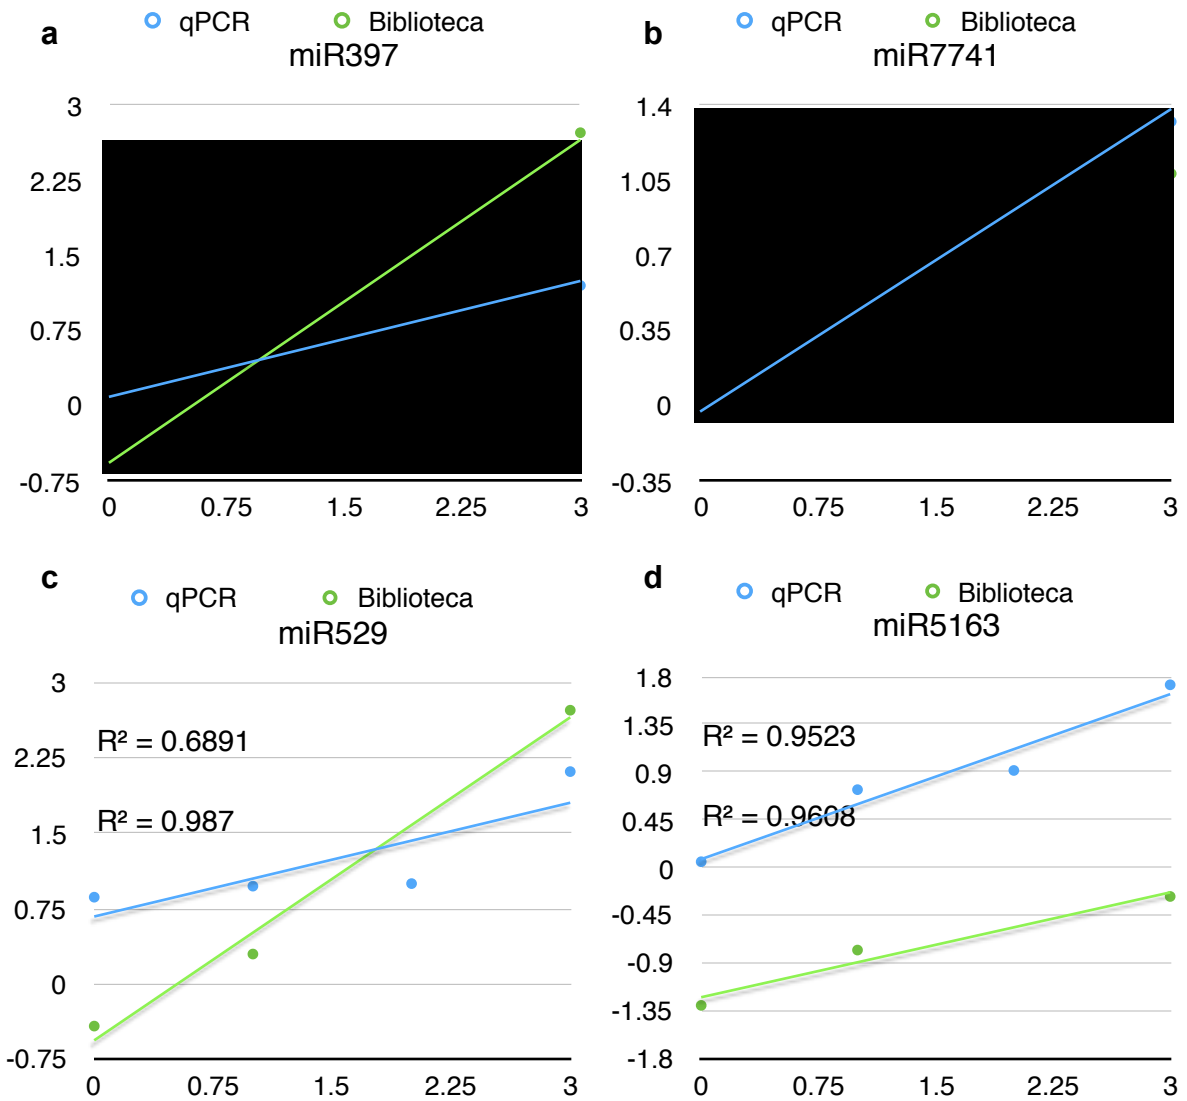 a
qPCR
Biblioteca
miR397
3
2.25
1.5
0.75
0
-0.75
0 0.75 1.5 2.25 3
b
qPCR
Biblioteca
miR7741
1.4
1.05
0.7
0.35
0
-0.35
0 0.75 1.5 2.25 3
c
qPCR
Biblioteca
miR529
3
R² = 0.6891
2.25
R² = 0.987
1.5
0.75
0
-0.75
0 0.75 1.5 2.25 3
d
qPCR
Biblioteca
miR5163
1.8
1.35
R² = 0.9523
0.9
R² = 0.9608
0.45
0
-0.45
-0.9
-1.35
-1.8
0 0.75 1.5 2.25 3